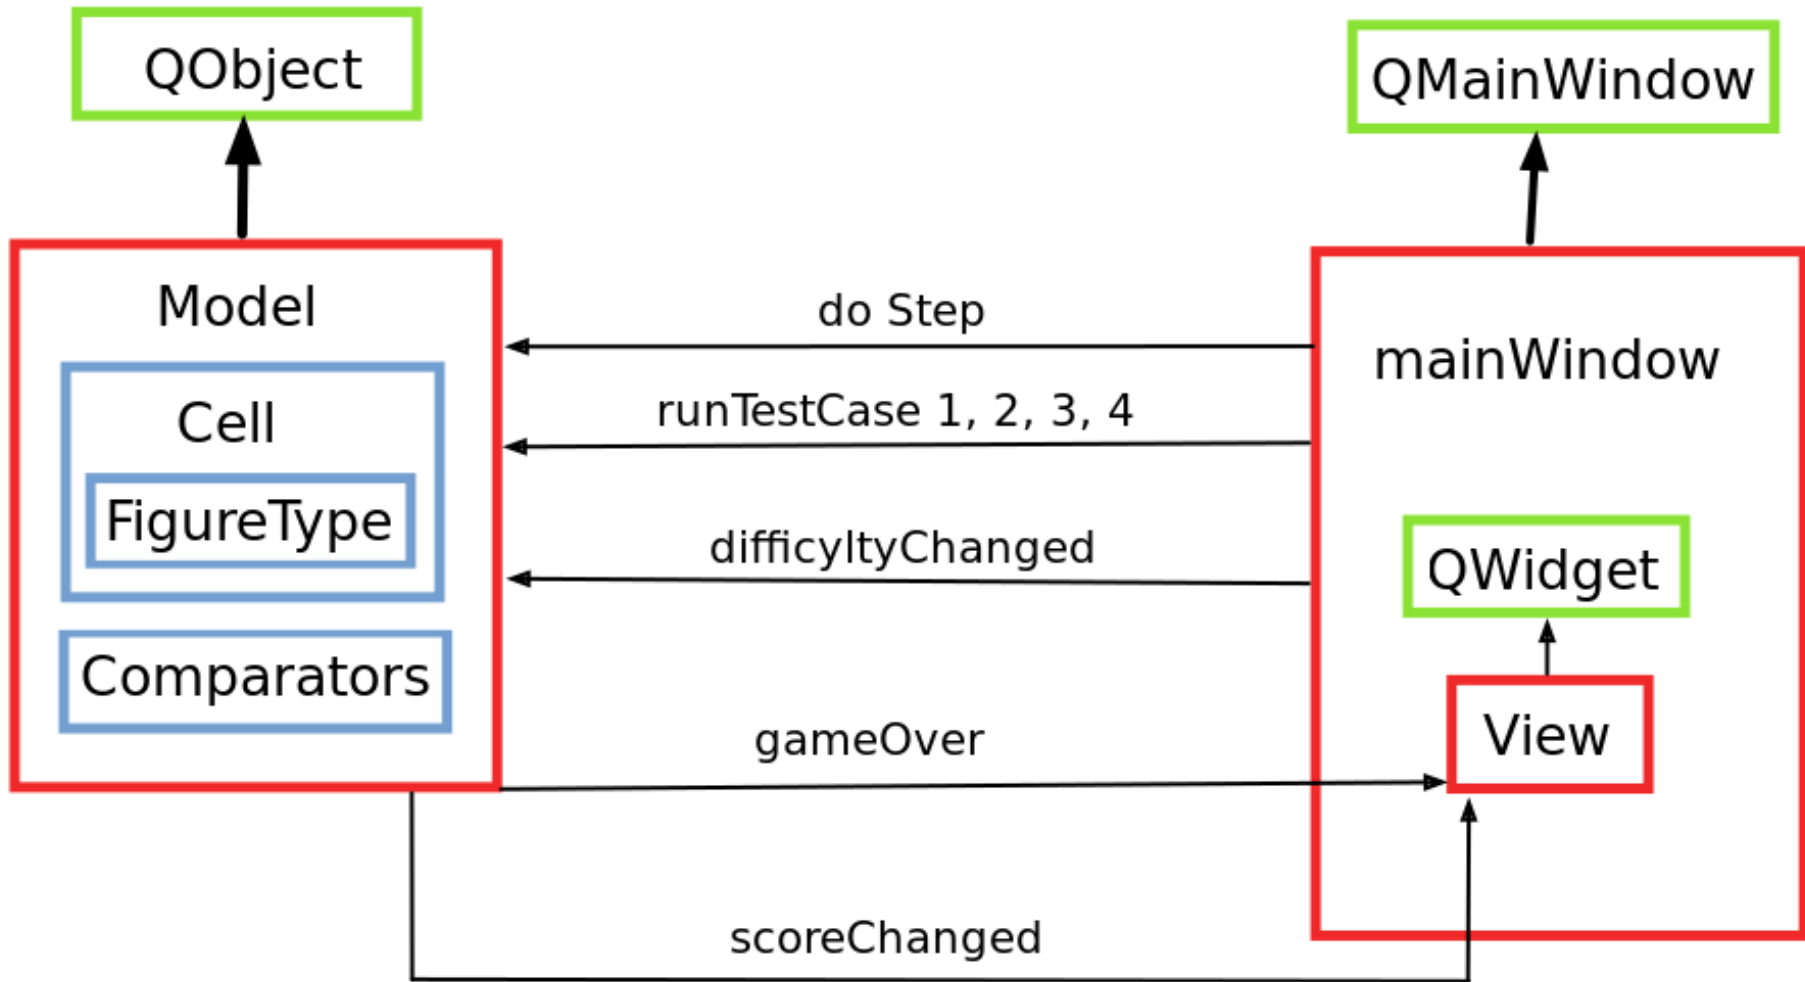 QObject
QMainWindow
Model
do Step
mainWindow
Cell
runTestCase 1, 2, 3, 4
FigureType
difficyltyChanged
QWidget
Comparators
gameOver
View
scoreChanged